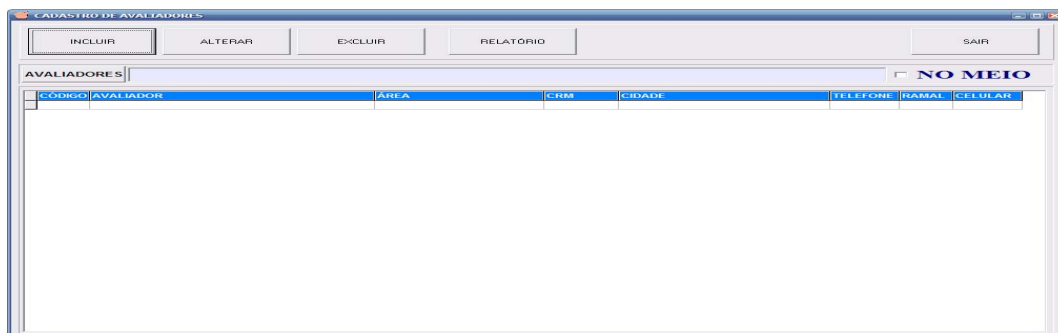 CADASTRO DE AVALIADORES
INCLUIR ALTERAR EXCLUIR RELATÓRIO SAIR
AVALIADORES NO MEIO
CÓDIGO AVALIADOR ÁREA CRM CIDADE TELEFONE RAMAL CELULAR